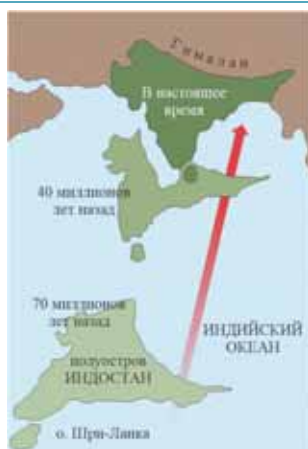 Гималаи
В настоящее
время
40 миллионов
лет назад
70 миллионов
лет назад
ИНДИЙСКИЙ
ОКЕАН
полуостров
ИНДОСТАН
о. Шри-Ланка